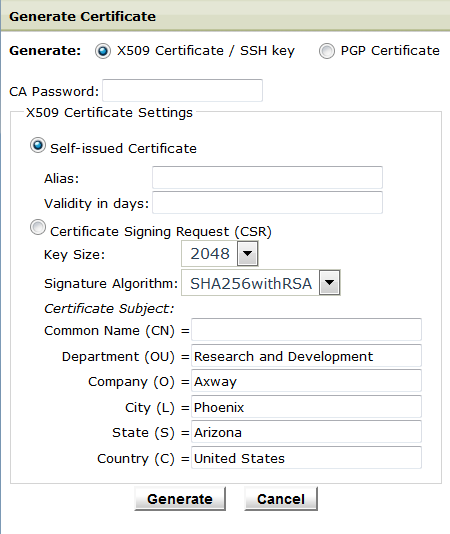 Generate Certificate
Generate: X509 Certificate / SSH key PGP Certificate
CA Password:
X509 Certificate Settings
Self-issued Certificate
Alias:
Validity in days:
Certificate Signing Request (CSR)
Key Size: 2048
Signature Algorithm: SHA256withRSA
Certificate Subject:
Common Name (CN) =
Department (OU) = Research and Development
Company (O) = Axway
City (L) = Phoenix
State (S) = Arizona
Country (C) = United States
Generate Cancel